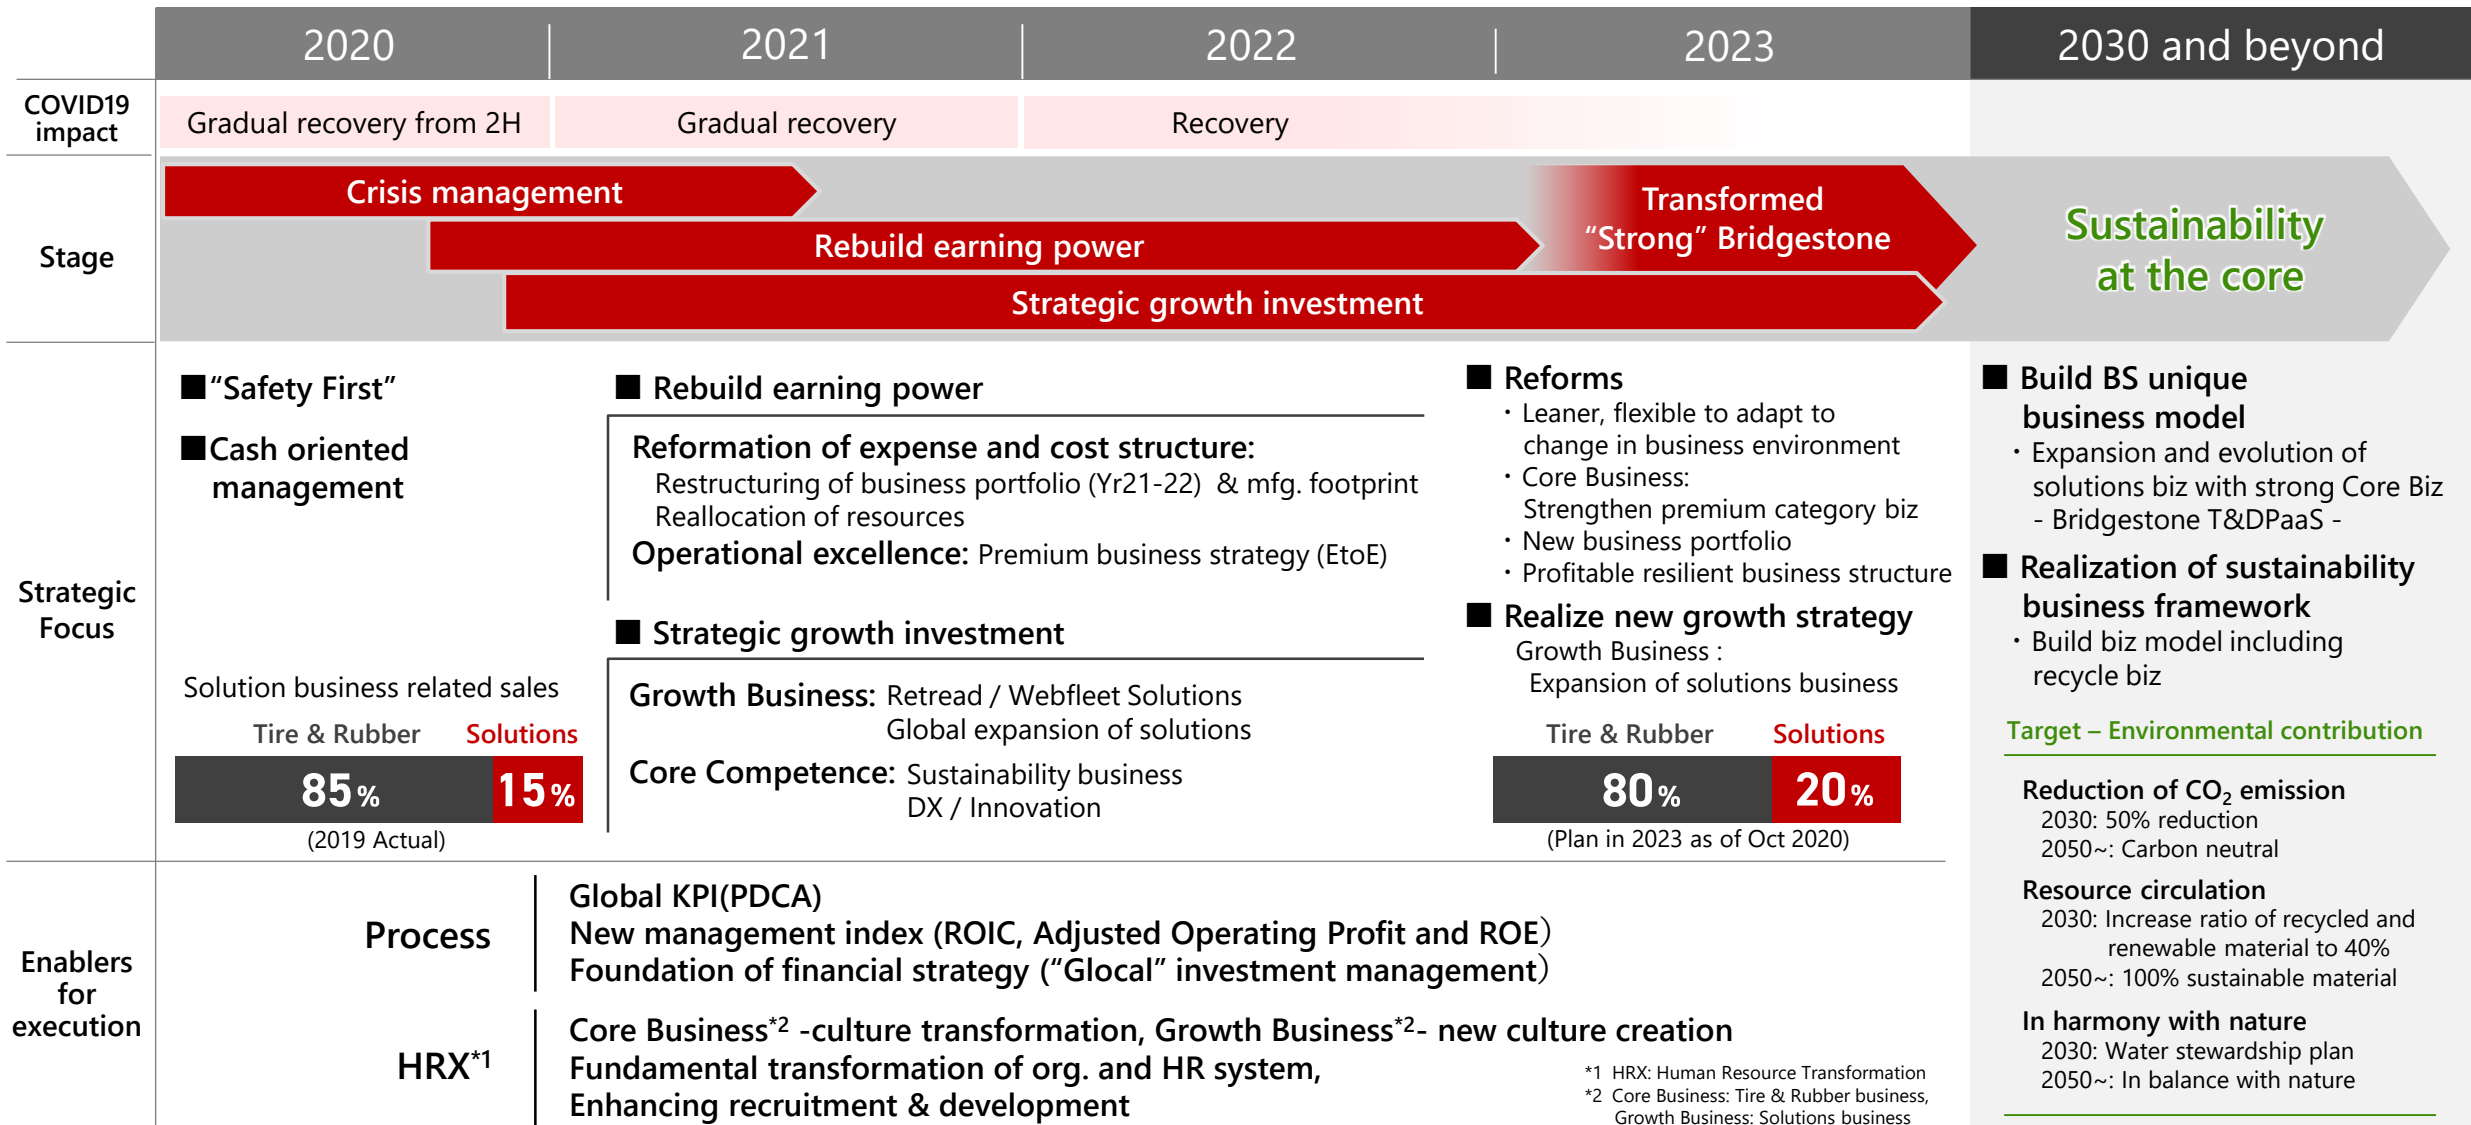 2020
2021
2022
2023
2030 and beyond
COVID19
impact
Gradual recovery from 2H
Gradual recovery
Recovery
Stage
Crisis management
Rebuild earning power
Strategic growth investment
Transformed
“Strong” Bridgestone
Sustainability
at the core
Strategic
Focus
■“Safety First”
■Cash oriented
management
Solution business related sales
Tire & Rubber
Solutions
85%
15%
(2019 Actual)
■ Rebuild earning power
Reformation of expense and cost structure:
Restructuring of business portfolio (Yr21-22) & mfg. footprint
Reallocation of resources
Operational excellence: Premium business strategy (EtoE)
■ Strategic growth investment
Growth Business: Retread / Webfleet Solutions
Global expansion of solutions
Core Competence: Sustainability business
DX / Innovation
■ Reforms
・Leaner, flexible to adapt to
change in business environment
・Core Business:
Strengthen premium category biz
・New business portfolio
・Profitable resilient business structure
■ Realize new growth strategy
Growth Business :
Expansion of solutions business
Tire & Rubber
Solutions
80%
20%
(Plan in 2023 as of Oct 2020)
■ Build BS unique
business model
・Expansion and evolution of
solutions biz with strong Core Biz
- Bridgestone T&DPaaS -
■ Realization of sustainability
business framework
・Build biz model including
recycle biz
Target – Environmental contribution
Reduction of CO₂ emission
2030: 50% reduction
2050~: Carbon neutral
Resource circulation
2030: Increase ratio of recycled and
renewable material to 40%
2050~: 100% sustainable material
In harmony with nature
2030: Water stewardship plan
2050~: In balance with nature
Enablers
for
execution
Process
Global KPI(PDCA)
New management index (ROIC, Adjusted Operating Profit and ROE）
Foundation of financial strategy (“Glocal” investment management）
HRX*1
Core Business*2 -culture transformation, Growth Business*2- new culture creation
Fundamental transformation of org. and HR system,
Enhancing recruitment & development
*1 HRX: Human Resource Transformation
*2 Core Business: Tire & Rubber business,
Growth Business: Solutions business